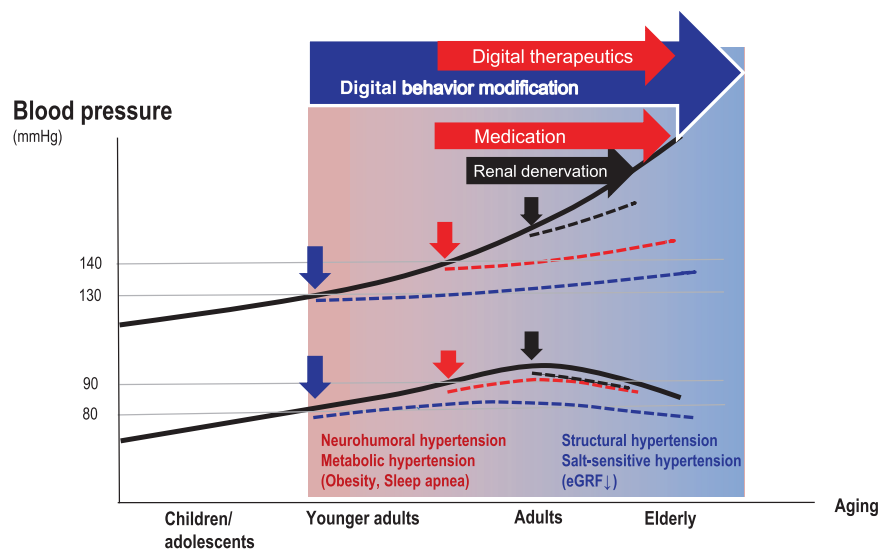 Digital therapeutics
Digital behavior modification
Blood pressure
(mmHg)
Medication
Renal denervation
140
130
90
80
Neurohumoral hypertension
Metabolic hypertension
(Obesity, Sleep apnea)
Structural hypertension
Salt-sensitive hypertension
(eGRF↓)
Aging
Children/
adolescents
Younger adults
Adults
Elderly